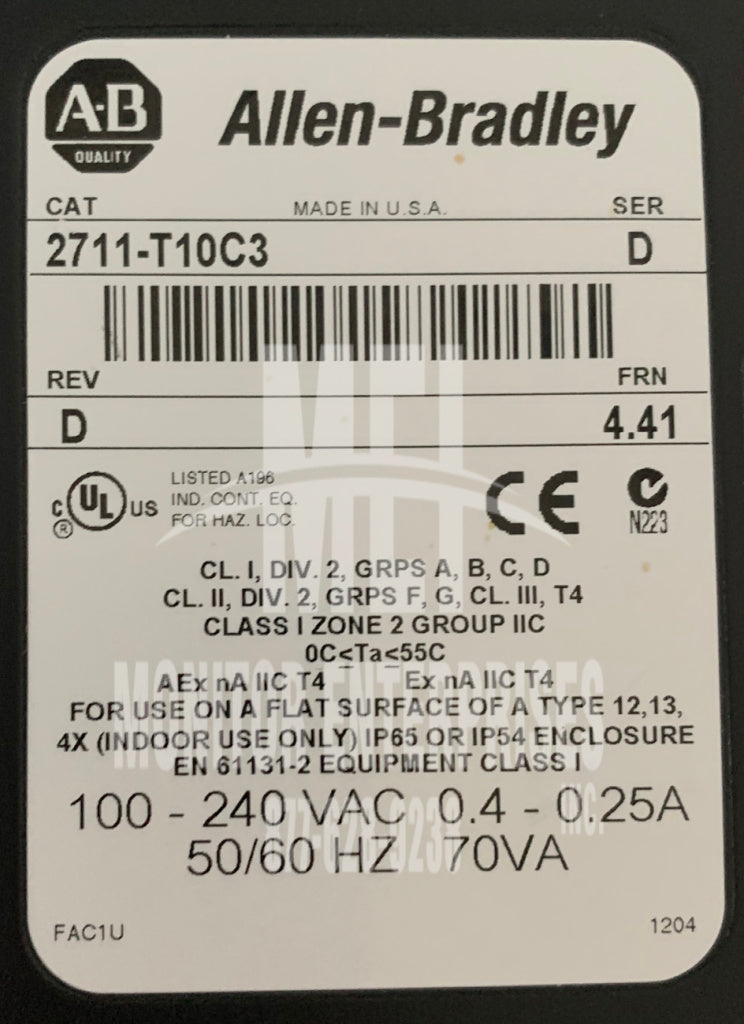 A·B
QUALITY
Allen-Bradley
CAT MADE IN U.S.A. SER
2711-T10C3 D
REV FRN
D 4.41
C UL US ®
LISTED A196
IND. CONT. EQ.
FOR HAZ. LOC.
CE
N223
CL. I, DIV. 2, GRPS A, B, C, D
CL. II, DIV. 2, GRPS F, G, CL. III, T4
CLASS I ZONE 2 GROUP IIC
0C≤Ta≤55C
AEx nA IIC T4 Ex nA IIC T4
FOR USE ON A FLAT SURFACE OF A TYPE 12,13,
4X (INDOOR USE ONLY) IP65 OR IP54 ENCLOSURE
EN 61131-2 EQUIPMENT CLASS I
100 - 240 VAC 0.4 - 0.25A
50/60 HZ 70VA
FAC1U 1204
MEI
MONITOR ENTERPRISES
INC.